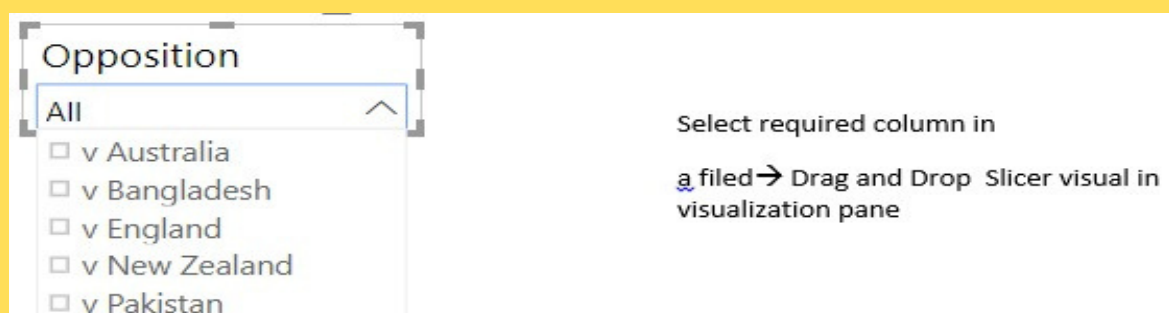 Opposition
All
v Australia
v Bangladesh
v England
v New Zealand
v Pakistan
Select required column in
a filed→ Drag and Drop Slicer visual in
visualization pane